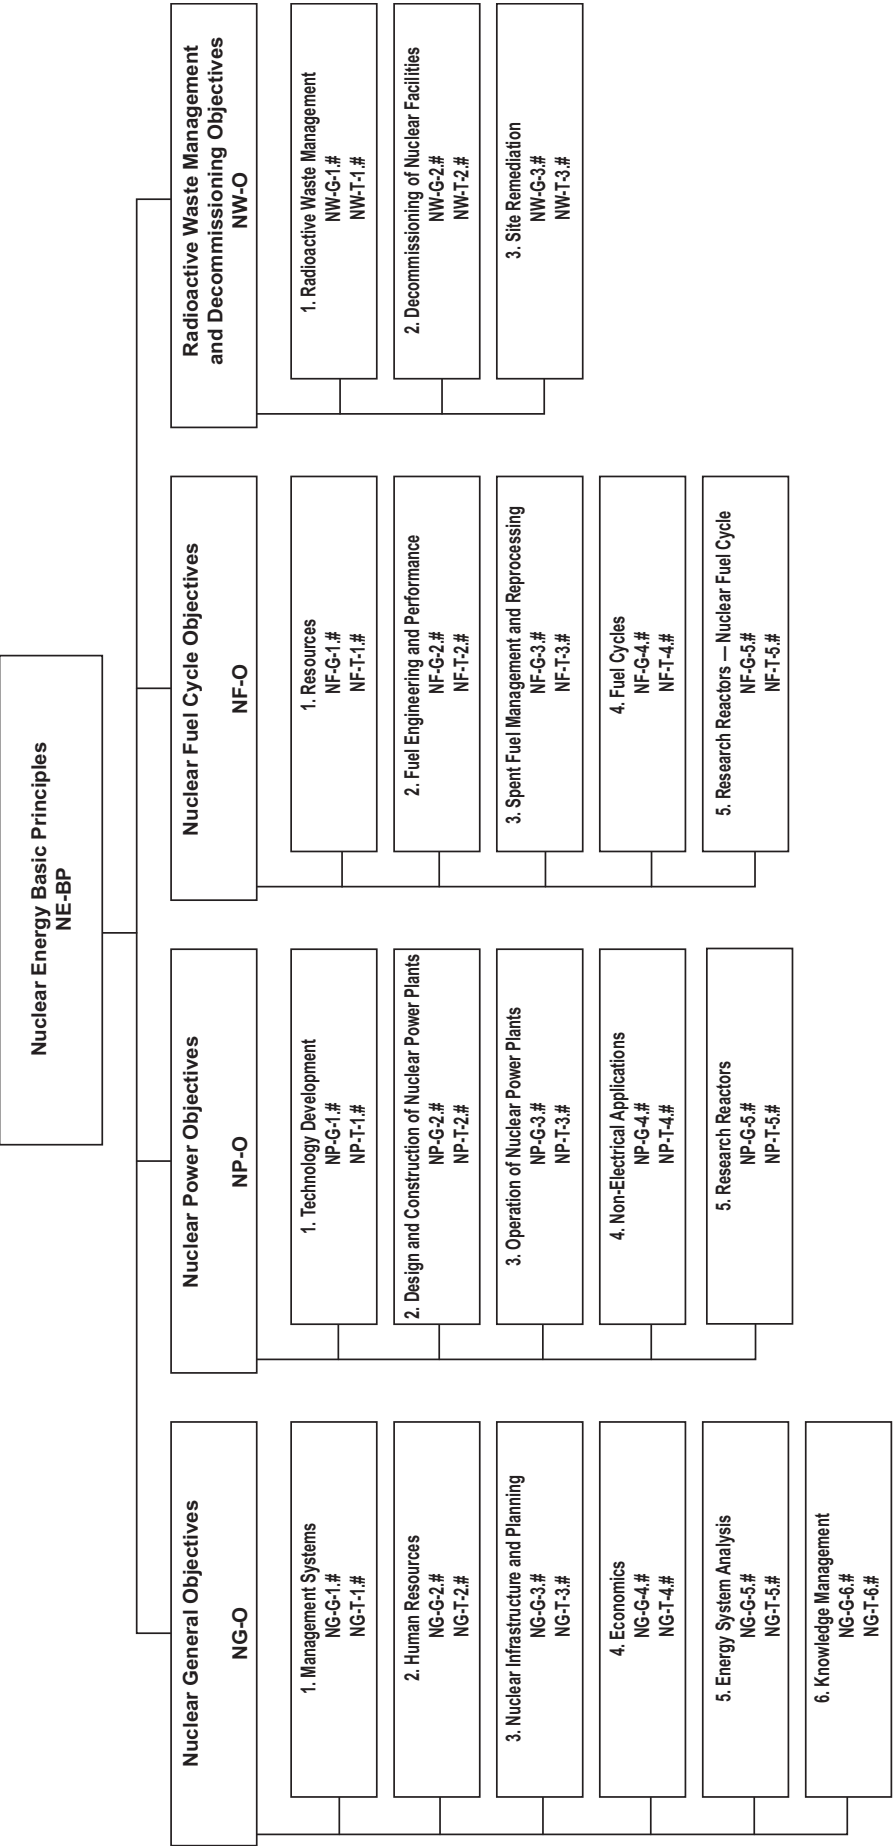 Nuclear Energy Basic Principles
NE-BP
Nuclear General Objectives
NG-O
1. Management Systems
NG-G-1.#
NG-T-1.#
2. Human Resources
NG-G-2.#
NG-T-2.#
3. Nuclear Infrastructure and Planning
NG-G-3.#
NG-T-3.#
4. Economics
NG-G-4.#
NG-T-4.#
5. Energy System Analysis
NG-G-5.#
NG-T-5.#
6. Knowledge Management
NG-G-6.#
NG-T-6.#
Nuclear Power Objectives
NP-O
1. Technology Development
NP-G-1.#
NP-T-1.#
2. Design and Construction of Nuclear Power Plants
NP-G-2.#
NP-T-2.#
3. Operation of Nuclear Power Plants
NP-G-3.#
NP-T-3.#
4. Non-Electrical Applications
NP-G-4.#
NP-T-4.#
5. Research Reactors
NP-G-5.#
NP-T-5.#
Nuclear Fuel Cycle Objectives
NF-O
1. Resources
NF-G-1.#
NF-T-1.#
2. Fuel Engineering and Performance
NF-G-2.#
NF-T-2.#
3. Spent Fuel Management and Reprocessing
NF-G-3.#
NF-T-3.#
4. Fuel Cycles
NF-G-4.#
NF-T-4.#
5. Research Reactors — Nuclear Fuel Cycle
NF-G-5.#
NF-T-5.#
Radioactive Waste Management
and Decommissioning Objectives
NW-O
1. Radioactive Waste Management
NW-G-1.#
NW-T-1.#
2. Decommissioning of Nuclear Facilities
NW-G-2.#
NW-T-2.#
3. Site Remediation
NW-G-3.#
NW-T-3.#